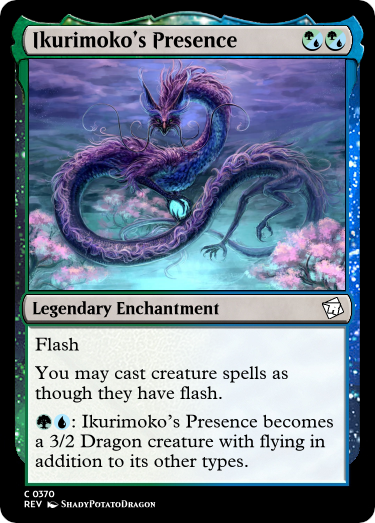 Ikurimoko's Presence
Legendary Enchantment
Flash
You may cast creature spells as
though they have flash.
: Ikurimoko's Presence becomes
a 3/2 Dragon creature with flying in
addition to its other types.
C 0370
REV ShadyPotatoDragon